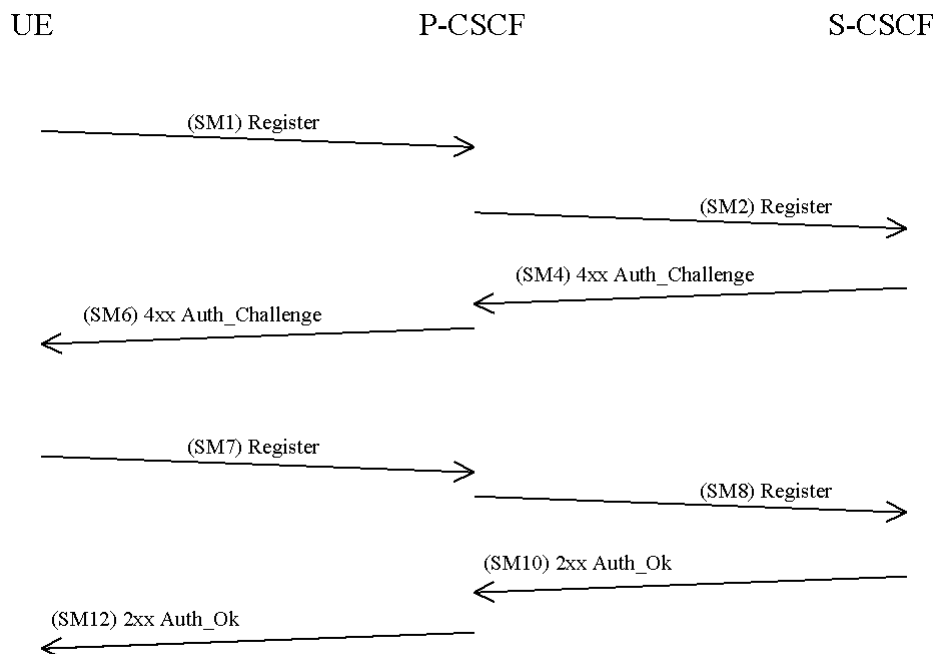 UE P-CSCF S-CSCF
(SM1) Register
(SM2) Register
(SM4) 4xx Auth_Challenge
(SM6) 4xx Auth_Challenge
(SM7) Register
(SM8) Register
(SM10) 2xx Auth_Ok
(SM12) 2xx Auth_Ok